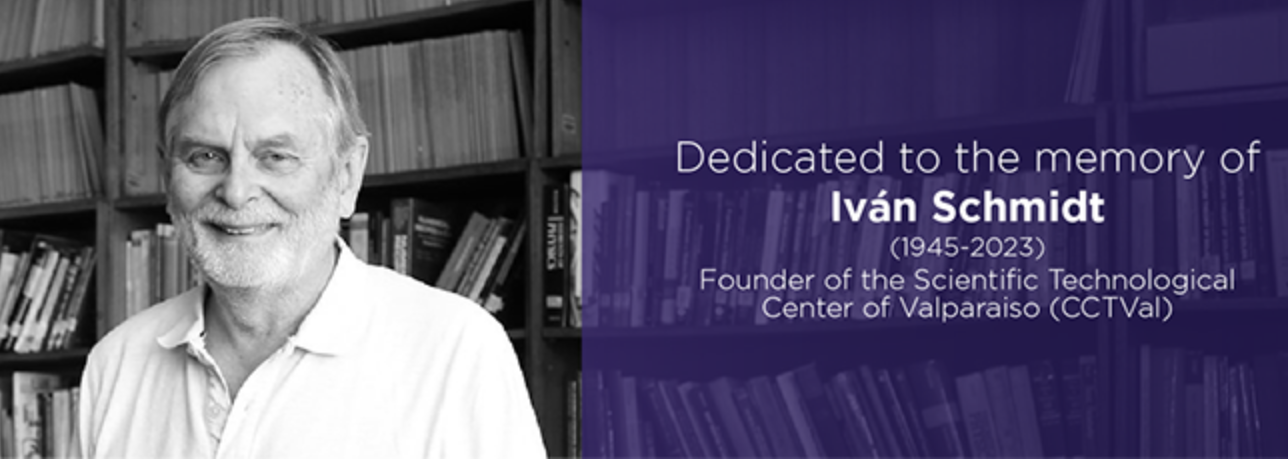 Dedicated to the memory of
Iván Schmidt
(1945-2023)
Founder of the Scientific Technological
Center of Valparaiso (CCTVal)